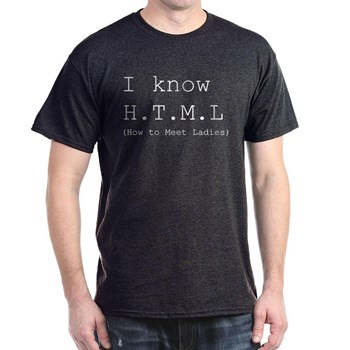 I know
H.T.M.L
(How to Meet Ladies)